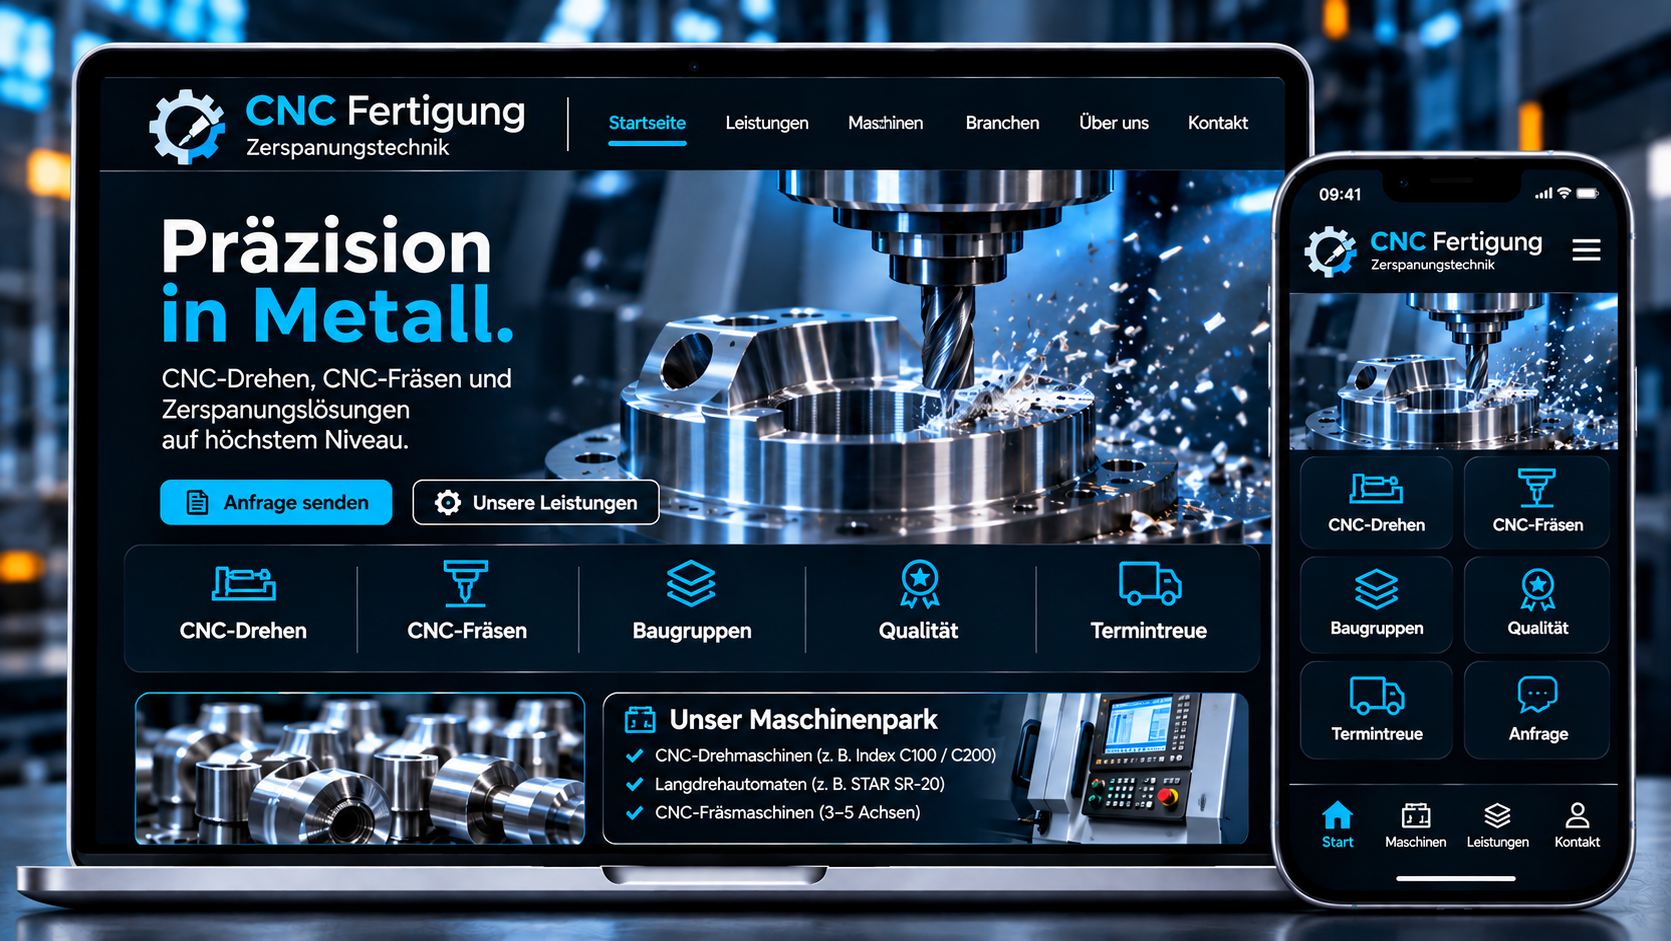 CNC Fertigung
Zerspanungstechnik
Startseite
Leistungen
Maschinen
Branchen
Über uns
Kontakt
Präzision
in Metall.
CNC-Drehen, CNC-Fräsen und
Zerspanungslösungen
auf höchstem Niveau.
Anfrage senden
Unsere Leistungen
CNC-Drehen
CNC-Fräsen
Baugruppen
Qualität
Termintreue
Unser Maschinenpark
CNC-Drehmaschinen (z. B. Index C100 / C200)
Langdrehautomaten (z. B. STAR SR-20)
CNC-Fräsmaschinen (3–5 Achsen)
09:41
CNC Fertigung
Zerspanungstechnik
CNC-Drehen
CNC-Fräsen
Baugruppen
Qualität
Termintreue
Anfrage
Start
Maschinen
Leistungen
Kontakt